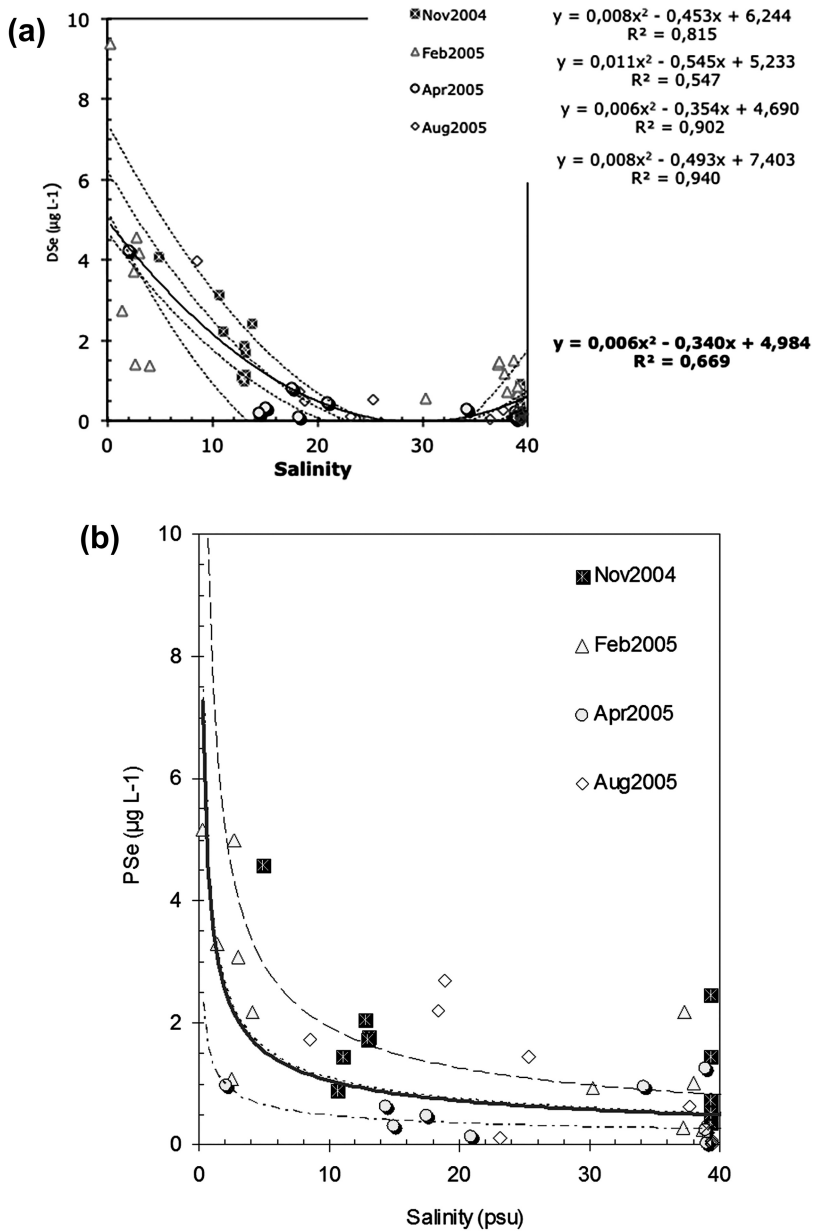 (a)
10
8
6
4
2
0
DSe (µg L-1)
0 10 20 30 40
Salinity
Nov2004
Feb2005
Apr2005
Aug2005
y = 0,008x² - 0,453x + 6,244
R² = 0,815
y = 0,011x² - 0,545x + 5,233
R² = 0,547
y = 0,006x² - 0,354x + 4,690
R² = 0,902
y = 0,008x² - 0,493x + 7,403
R² = 0,940
y = 0,006x² - 0,340x + 4,984
R² = 0,669
(b)
10
8
6
4
2
0
PSe (µg L-1)
0 10 20 30 40
Salinity (psu)
Nov2004
Feb2005
Apr2005
Aug2005